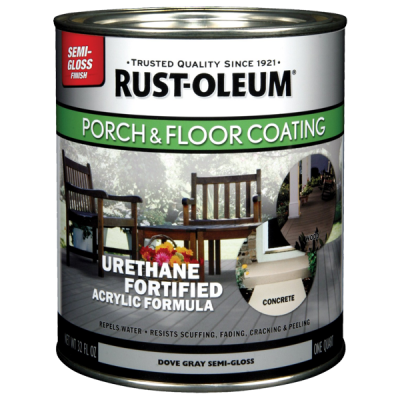 SEMI-
GLOSS
FINISH
• TRUSTED QUALITY SINCE 1921 •
RUST-OLEUM®
PORCH & FLOOR COATING
URETHANE
FORTIFIED
ACRYLIC FORMULA
CONCRETE
REPELS WATER • RESISTS SCUFFING, FADING, CRACKING & PEELING
NET WT 32 FL OZ
DOVE GRAY SEMI-GLOSS
ONE QUART